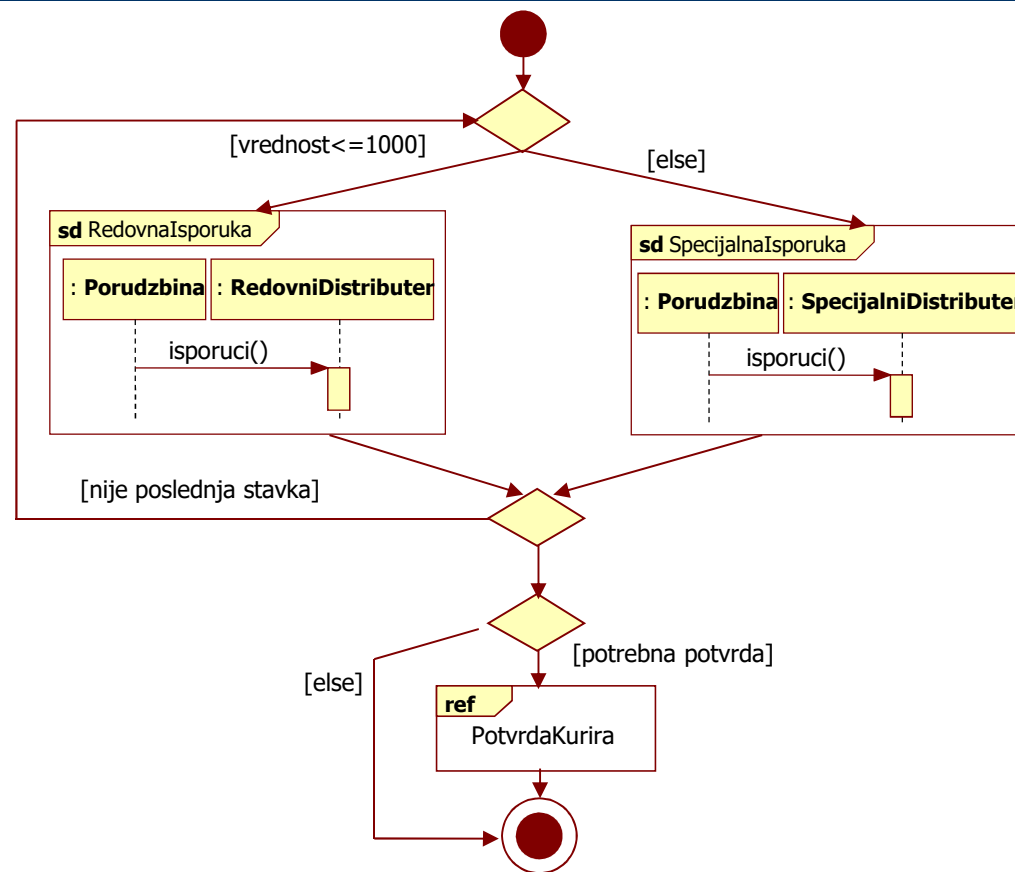 [vrednost<=1000]
[else]
sd RedovnaIsporuka
: Porudzbina
: RedovniDistributer
isporuci()
sd SpecijalnaIsporuka
: Porudzbina
: SpecijalniDistributer
isporuci()
[nije poslednja stavka]
[else]
[potrebna potvrda]
ref
PotvrdaKurira